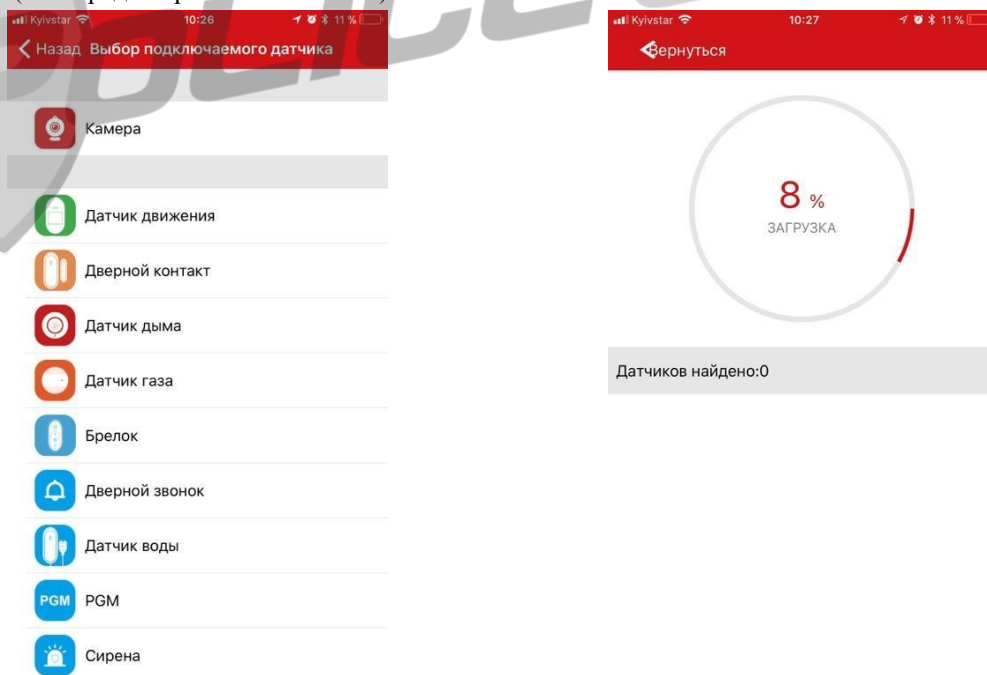 Kyivstar 10:26 11 %
Назад Выбор подключаемого датчика
Камера
Датчик движения
Дверной контакт
Датчик дыма
Датчик газа
Брелок
Дверной звонок
Датчик воды
PGM PGM
Сирена
Kyivstar 10:27 11 %
Вернуться
8 %
ЗАГРУЗКА
Датчиков найдено:0